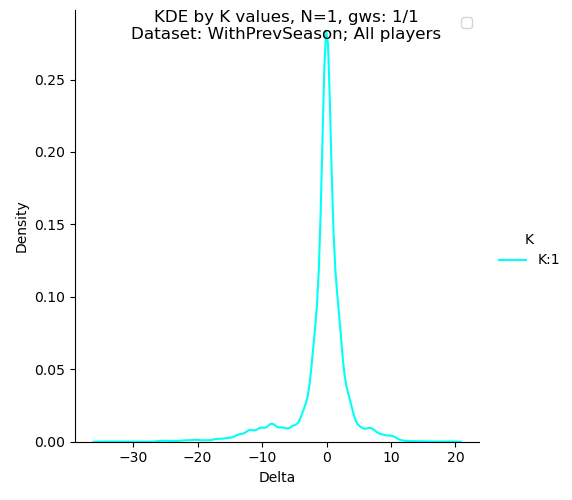 KDE by K values, N=1, gws: 1/1
Dataset: WithPrevSeason; All players
0.25
0.20
0.15
0.10
0.05
0.00
Density
−30
−20
−10
0
10
20
Delta
K
K:1